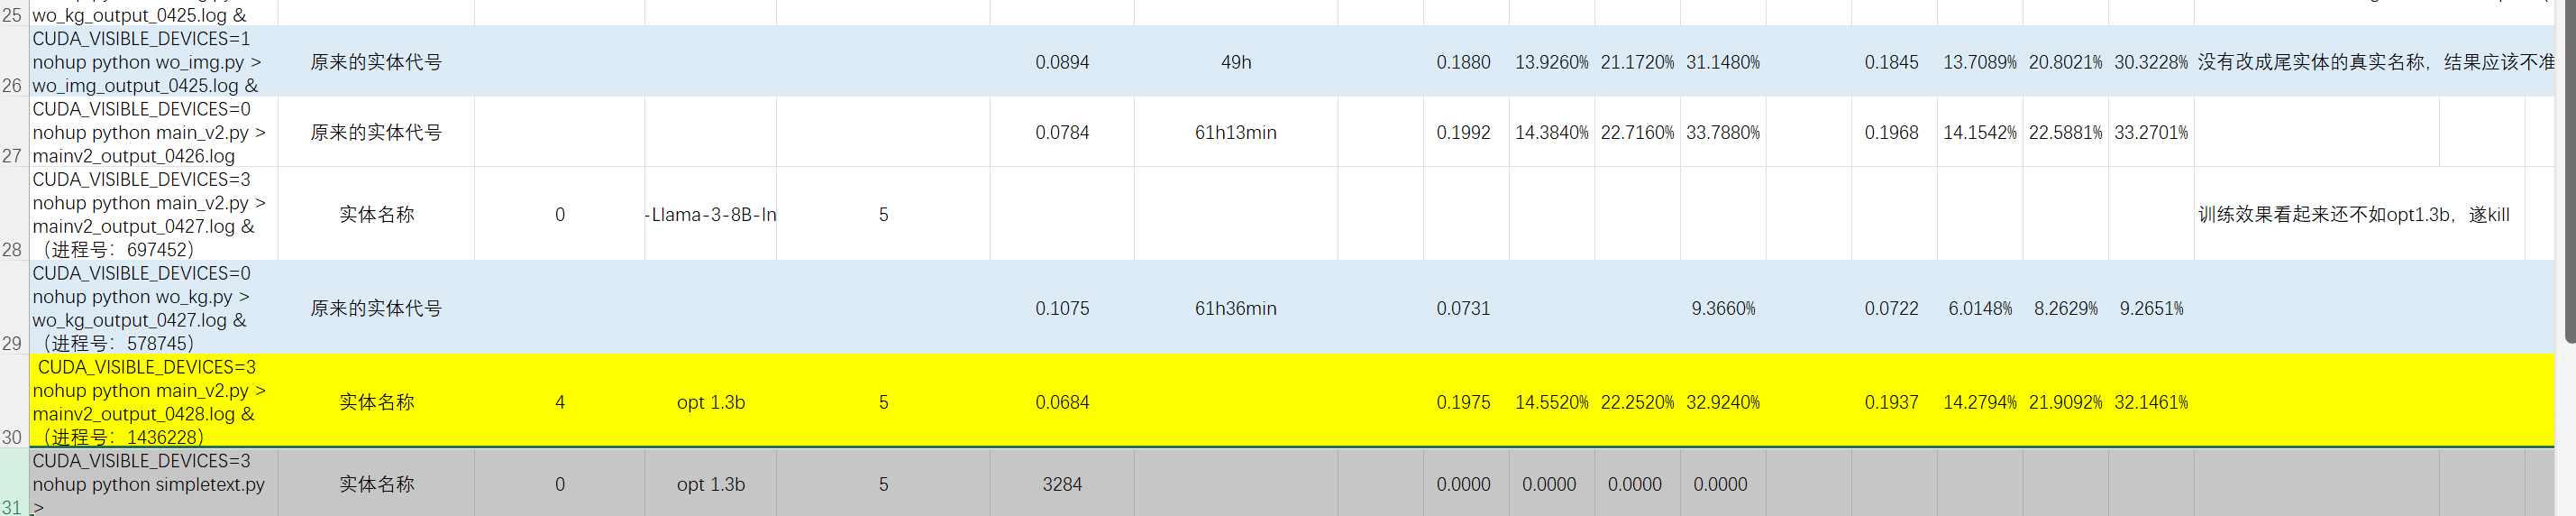 25
wo_kg_output_0425.log &
CUDA_VISIBLE_DEVICES=1
nohup python wo_img.py >
26
wo_img_output_0425.log &
原来的实体代号
0.0894
49h
0.1880
13.9260%
21.1720%
31.1480%
0.1845
13.7089%
20.8021%
30.3228%
没有改成尾实体的真实名称，结果应该不准
CUDA_VISIBLE_DEVICES=0
nohup python main_v2.py >
27
mainv2_output_0426.log
原来的实体代号
0.0784
61h13min
0.1992
14.3840%
22.7160%
33.7880%
0.1968
14.1542%
22.5881%
33.2701%
CUDA_VISIBLE_DEVICES=3
nohup python main_v2.py >
mainv2_output_0427.log &
28
（进程号：697452）
实体名称
0
-Llama-3-8B-In
5
训练效果看起来还不如opt1.3b，遂kill
CUDA_VISIBLE_DEVICES=0
nohup python wo_kg.py >
wo_kg_output_0427.log &
29
（进程号：578745）
原来的实体代号
0.1075
61h36min
0.0731
9.3660%
0.0722
6.0148%
8.2629%
9.2651%
CUDA_VISIBLE_DEVICES=3
nohup python main_v2.py >
mainv2_output_0428.log &
30
（进程号：1436228）
实体名称
4
opt 1.3b
5
0.0684
0.1975
14.5520%
22.2520%
32.9240%
0.1937
14.2794%
21.9092%
32.1461%
CUDA_VISIBLE_DEVICES=3
nohup python simpletext.py
31
>
实体名称
0
opt 1.3b
5
3284
0.0000
0.0000
0.0000
0.0000